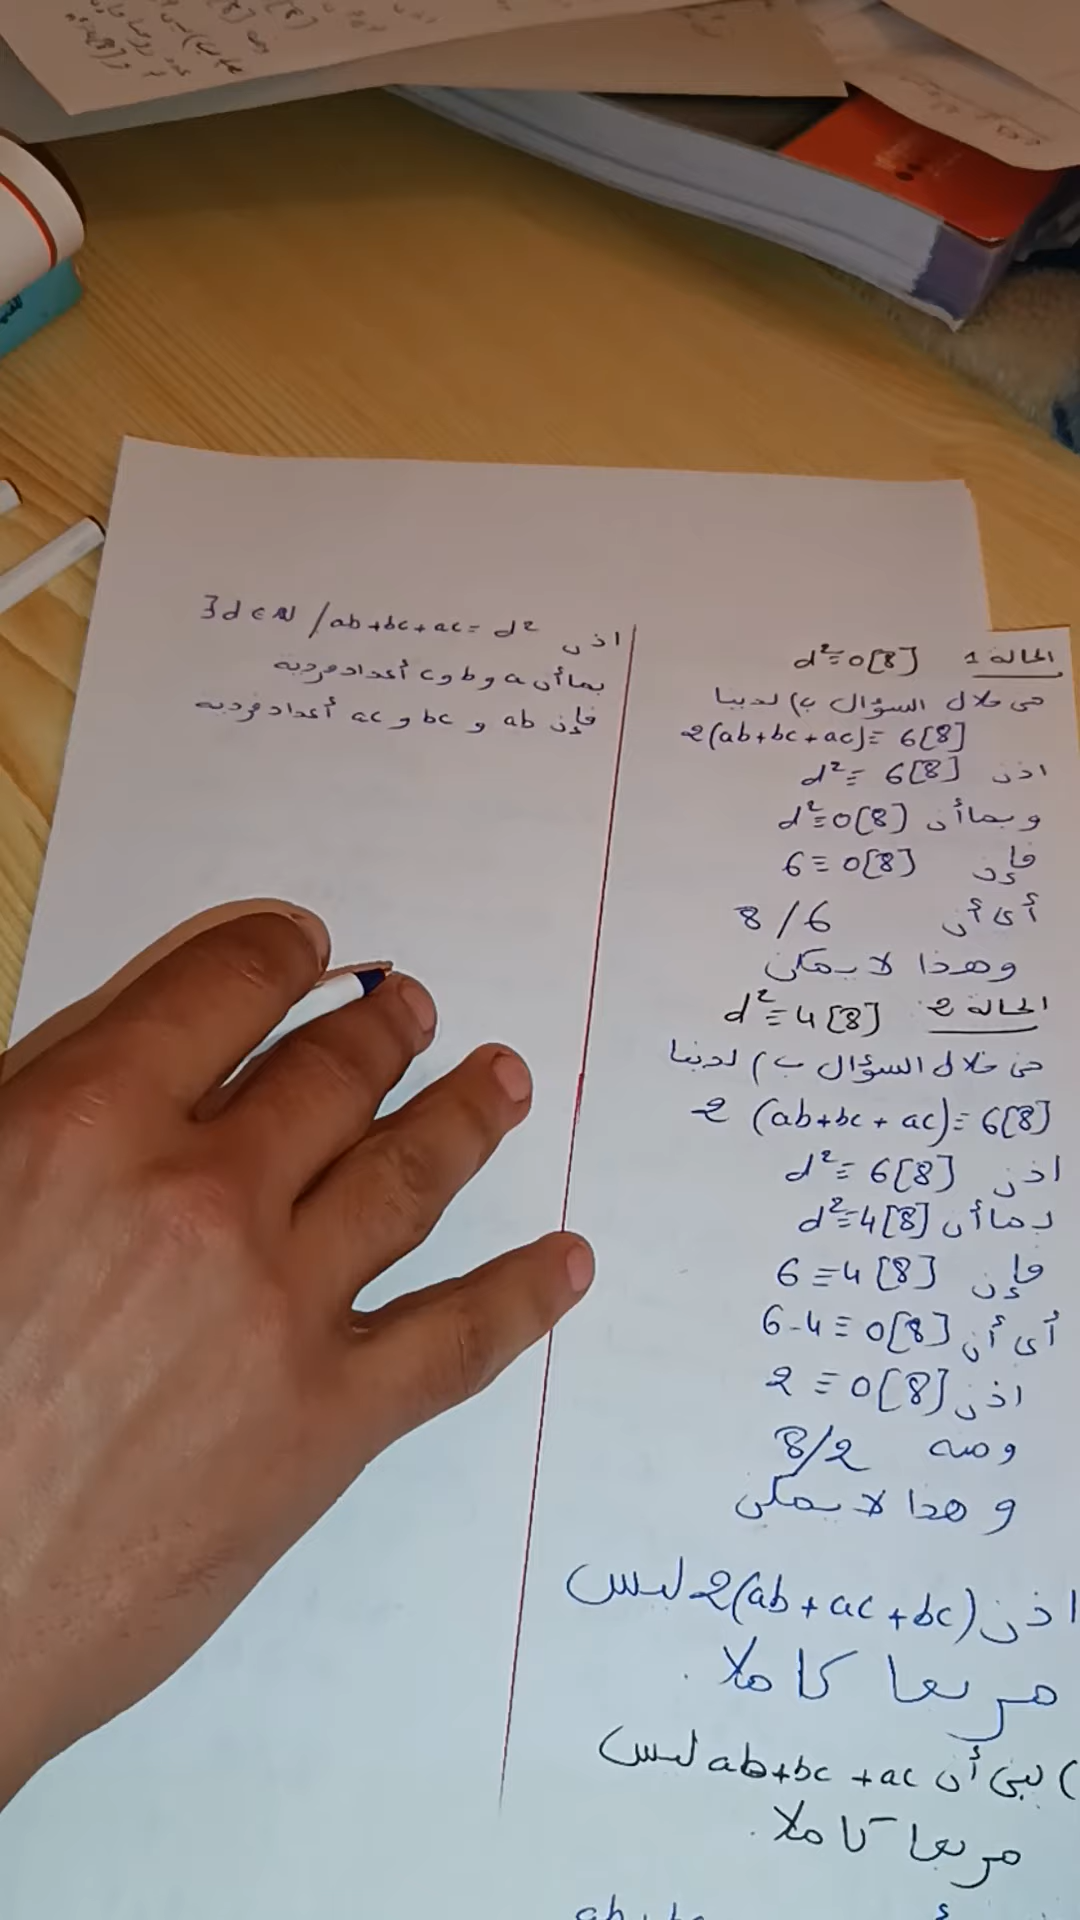 الحالة 1 d²≡0[8]
من خلال السؤال ب) لدينا
2(ab+bc+ac)≡ 6[8]
اذن d²≡ 6[8]
وبما أن d²≡0[8]
فإن 6≡0[8]
أي أن 8/6
وهذا لا يمكن
الحالة 2 d²≡4[8]
من خلال السؤال ب) لدينا
2 (ab+bc+ac)≡6[8]
اذن d²≡ 6[8]
بما أن d²≡4[8]
فإن 6≡4[8]
أي أن 6-4≡0[8]
اذن 2≡0[8]
ومنه 8/2
وهذا لا يمكن
اذن 2(ab+ac+bc) ليس
مربعا كاملا.
) نبين أن ab+bc+ac ليس
مربعا كاملا.
اذن ∃d∈ℕ/ab+bc+ac=d²
بما أن a و b و c أعداد فردية
فإن ab و bc و ac أعداد فردية